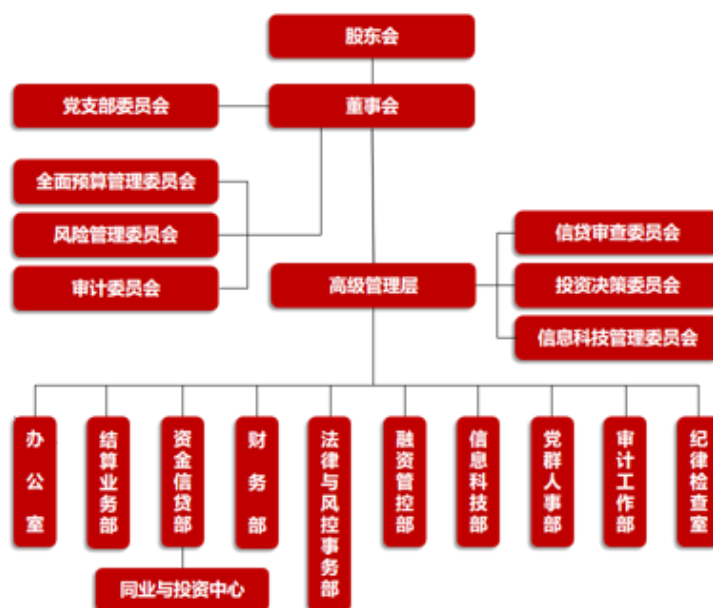 股东会
党支部委员会
董事会
全面预算管理委员会
风险管理委员会
审计委员会
高级管理层
信贷审查委员会
投资决策委员会
信息科技管理委员会
办公室
结算业务部
资金信贷部
财务部
法律与风控事务部
融资管控部
信息科技部
党群人事部
审计工作部
纪律检查室
同业与投资中心